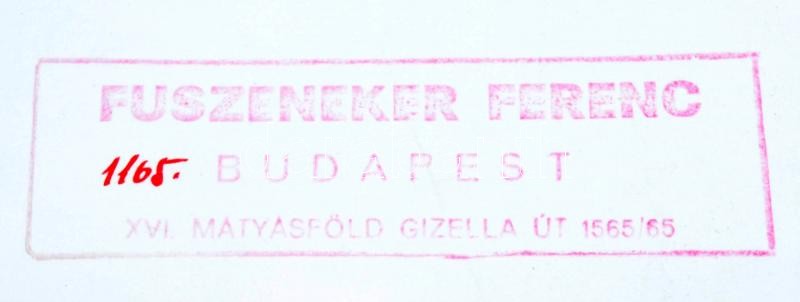 FUSZENEKER FERENC
1165. BUDAPEST
XVI. MÁTYÁSFÖLD GIZELLA ÚT 1565/65